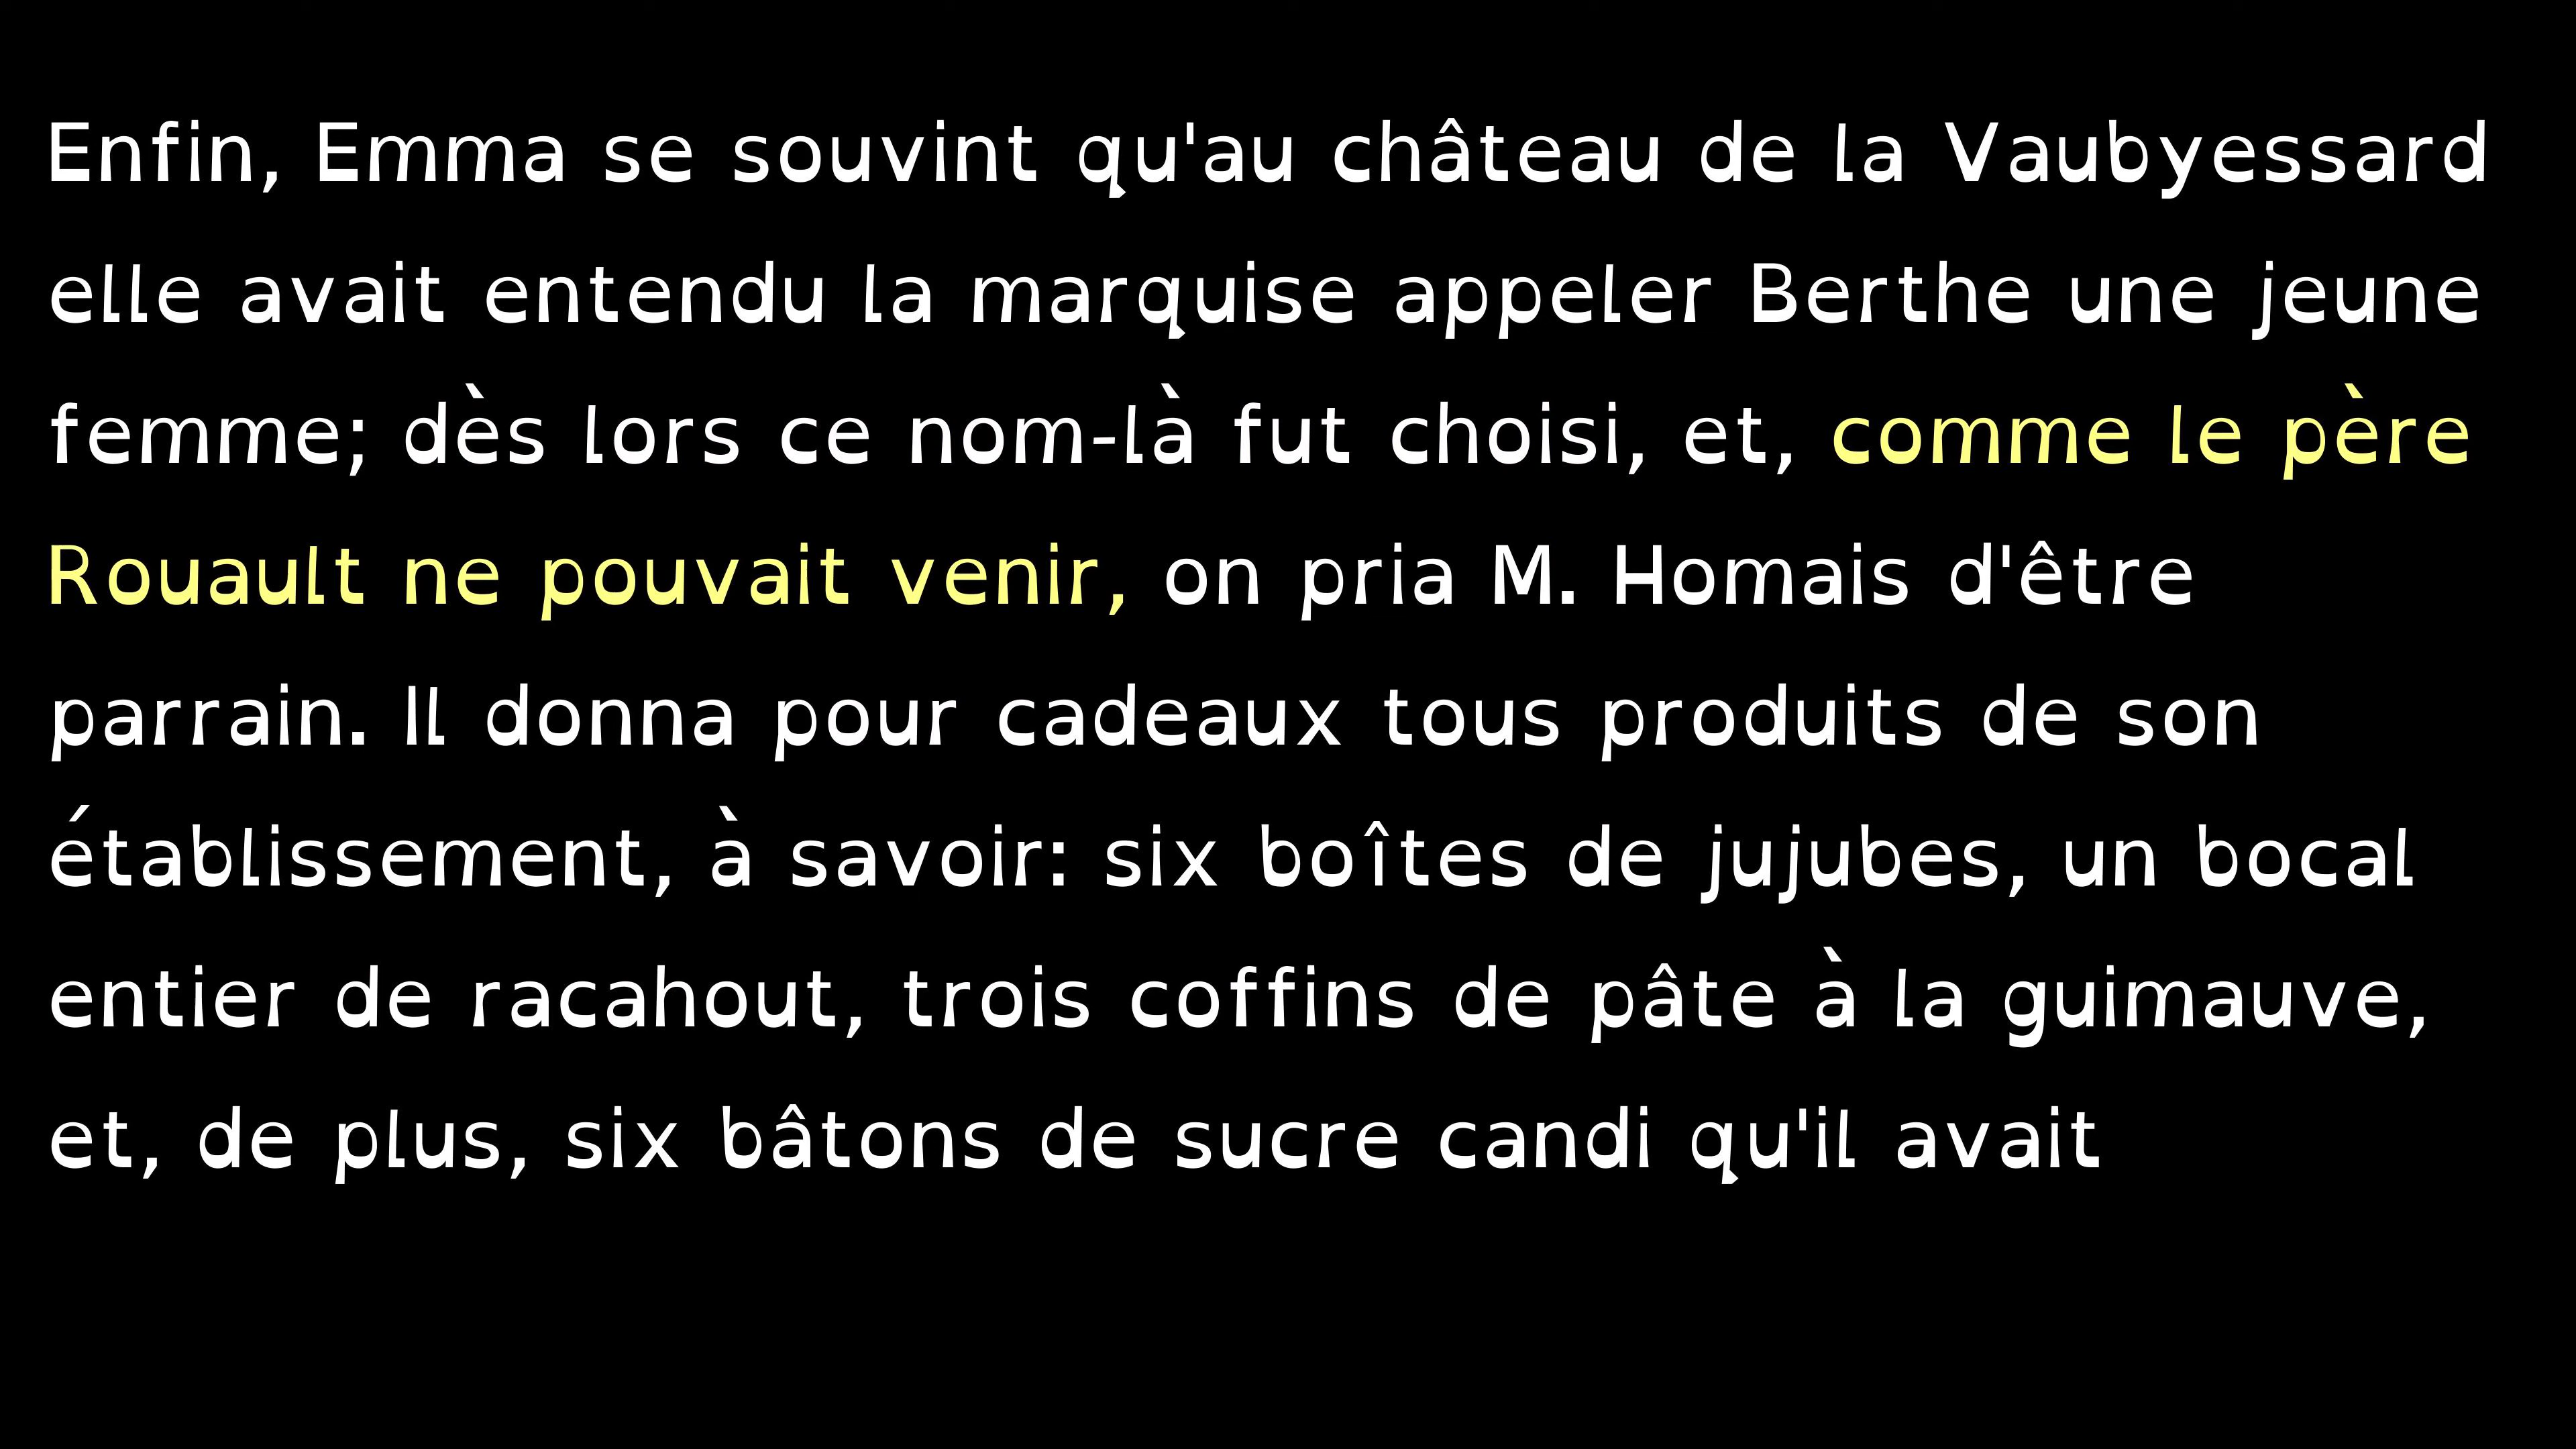 Enfin, Emma se souvint qu'au château de la Vaubyessard
elle avait entendu la marquise appeler Berthe une jeune
femme; dès lors ce nom-là fut choisi, et, comme le père
Rouault ne pouvait venir, on pria M. Homais d'être
parrain. Il donna pour cadeaux tous produits de son
établissement, à savoir: six boîtes de jujubes, un bocal
entier de racahout, trois coffins de pâte à la guimauve,
et, de plus, six bâtons de sucre candi qu'il avait